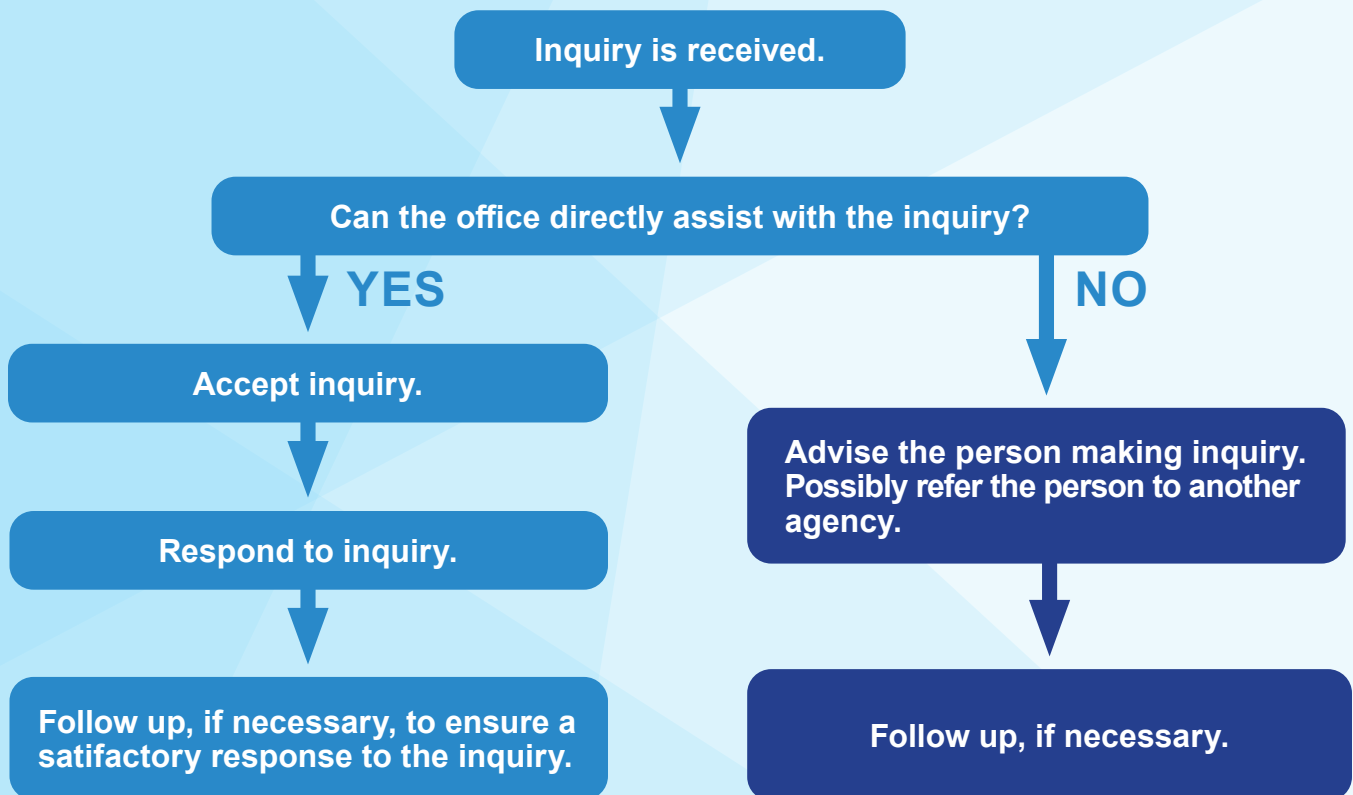 Inquiry is received.
Can the office directly assist with the inquiry?
YES
NO
Accept inquiry.
Advise the person making inquiry.
Possibly refer the person to another
agency.
Respond to inquiry.
Follow up, if necessary, to ensure a
satifactory response to the inquiry.
Follow up, if necessary.